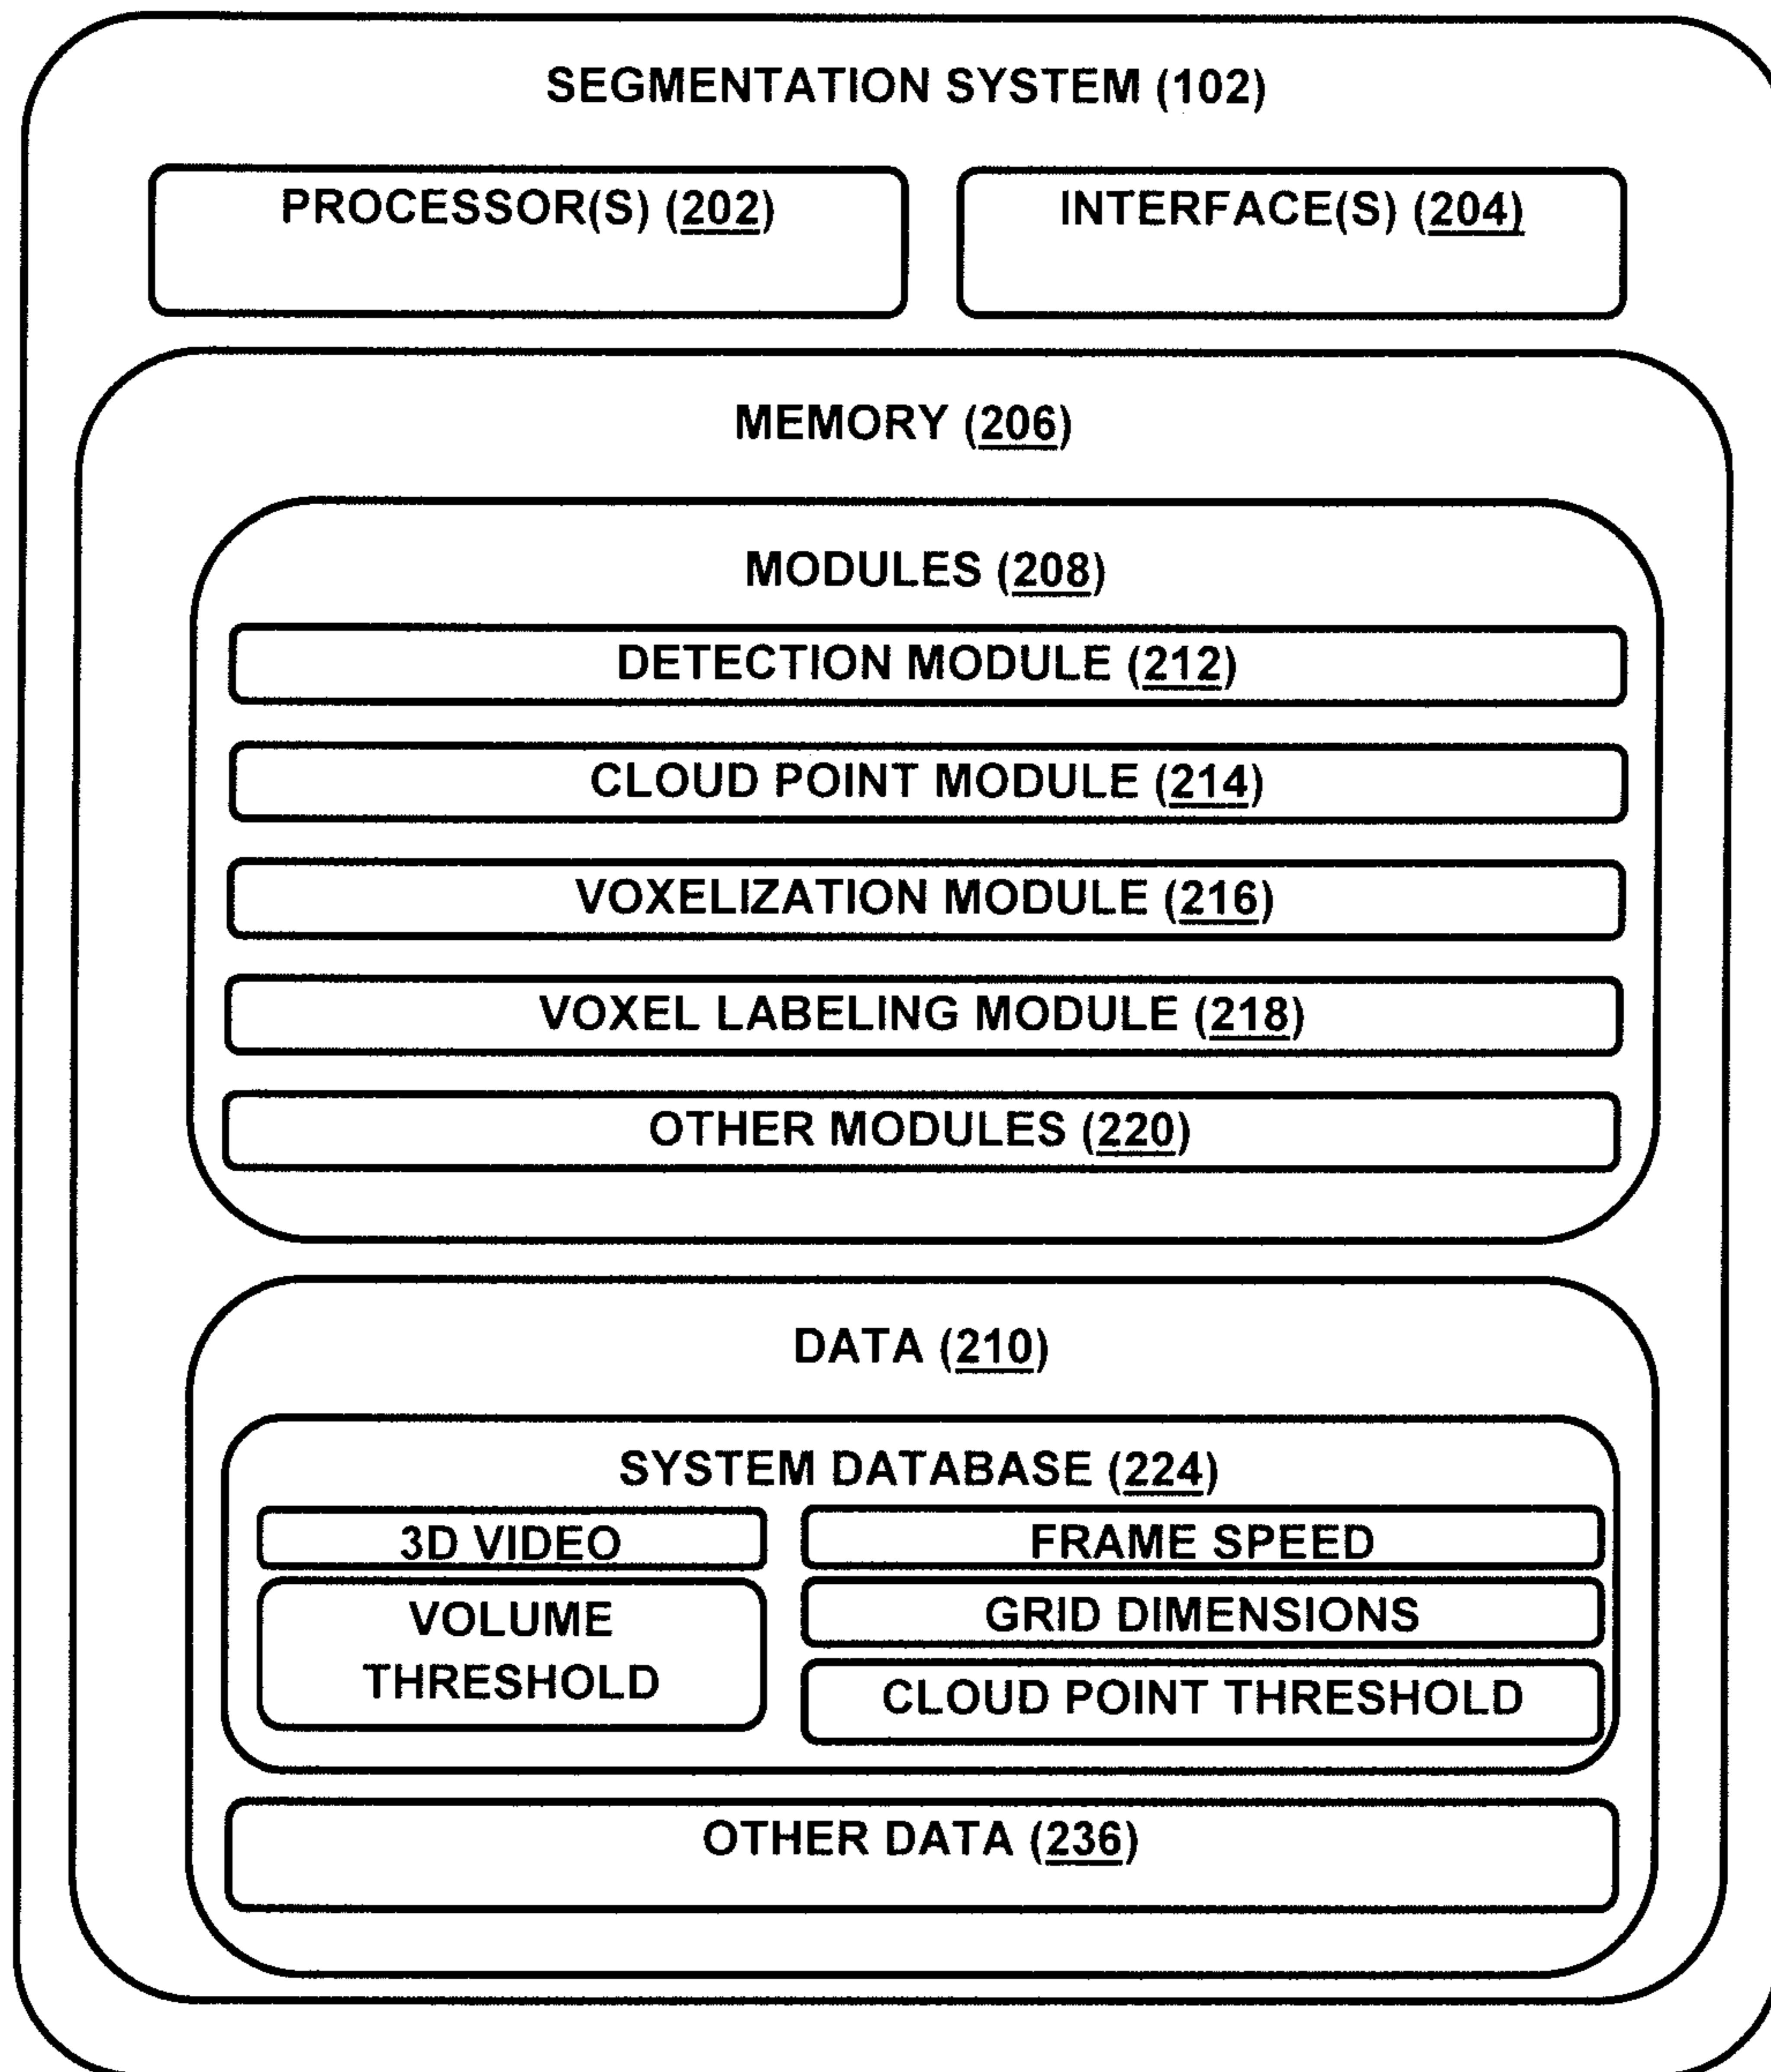 SEGMENTATION SYSTEM (102)
PROCESSOR(S) (202)
INTERFACE(S) (204)
MEMORY (206)
MODULES (208)
DETECTION MODULE (212)
CLOUD POINT MODULE (214)
VOXELIZATION MODULE (216)
VOXEL LABELING MODULE (218)
OTHER MODULES (220)
DATA (210)
SYSTEM DATABASE (224)
3D VIDEO
FRAME SPEED
VOLUME
THRESHOLD
GRID DIMENSIONS
CLOUD POINT THRESHOLD
OTHER DATA (236)